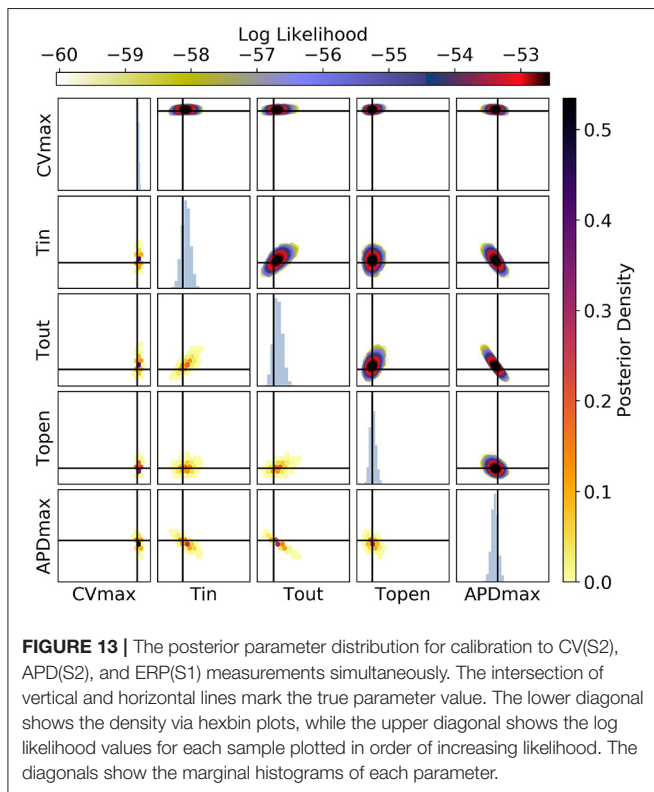 Log Likelihood
−60 −59 −58 −57 −56 −55 −54 −53
CVmax
Tin
Tout
Topen
APDmax
CVmax Tin Tout Topen APDmax
0.5
0.4
0.3
0.2
0.1
0.0
Posterior Density
FIGURE 13 | The posterior parameter distribution for calibration to CV(S2),
APD(S2), and ERP(S1) measurements simultaneously. The intersection of
vertical and horizontal lines mark the true parameter value. The lower diagonal
shows the density via hexbin plots, while the upper diagonal shows the log
likelihood values for each sample plotted in order of increasing likelihood. The
diagonals show the marginal histograms of each parameter.